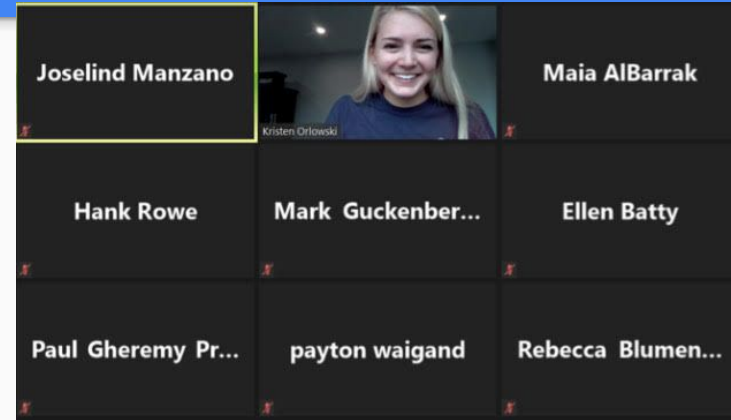 Joselind Manzano
Kristen Orlowski
Maia AlBarrak
Hank Rowe
Mark Guckenber...
Ellen Batty
Paul Gheremy Pr...
payton waigand
Rebecca Blumen...